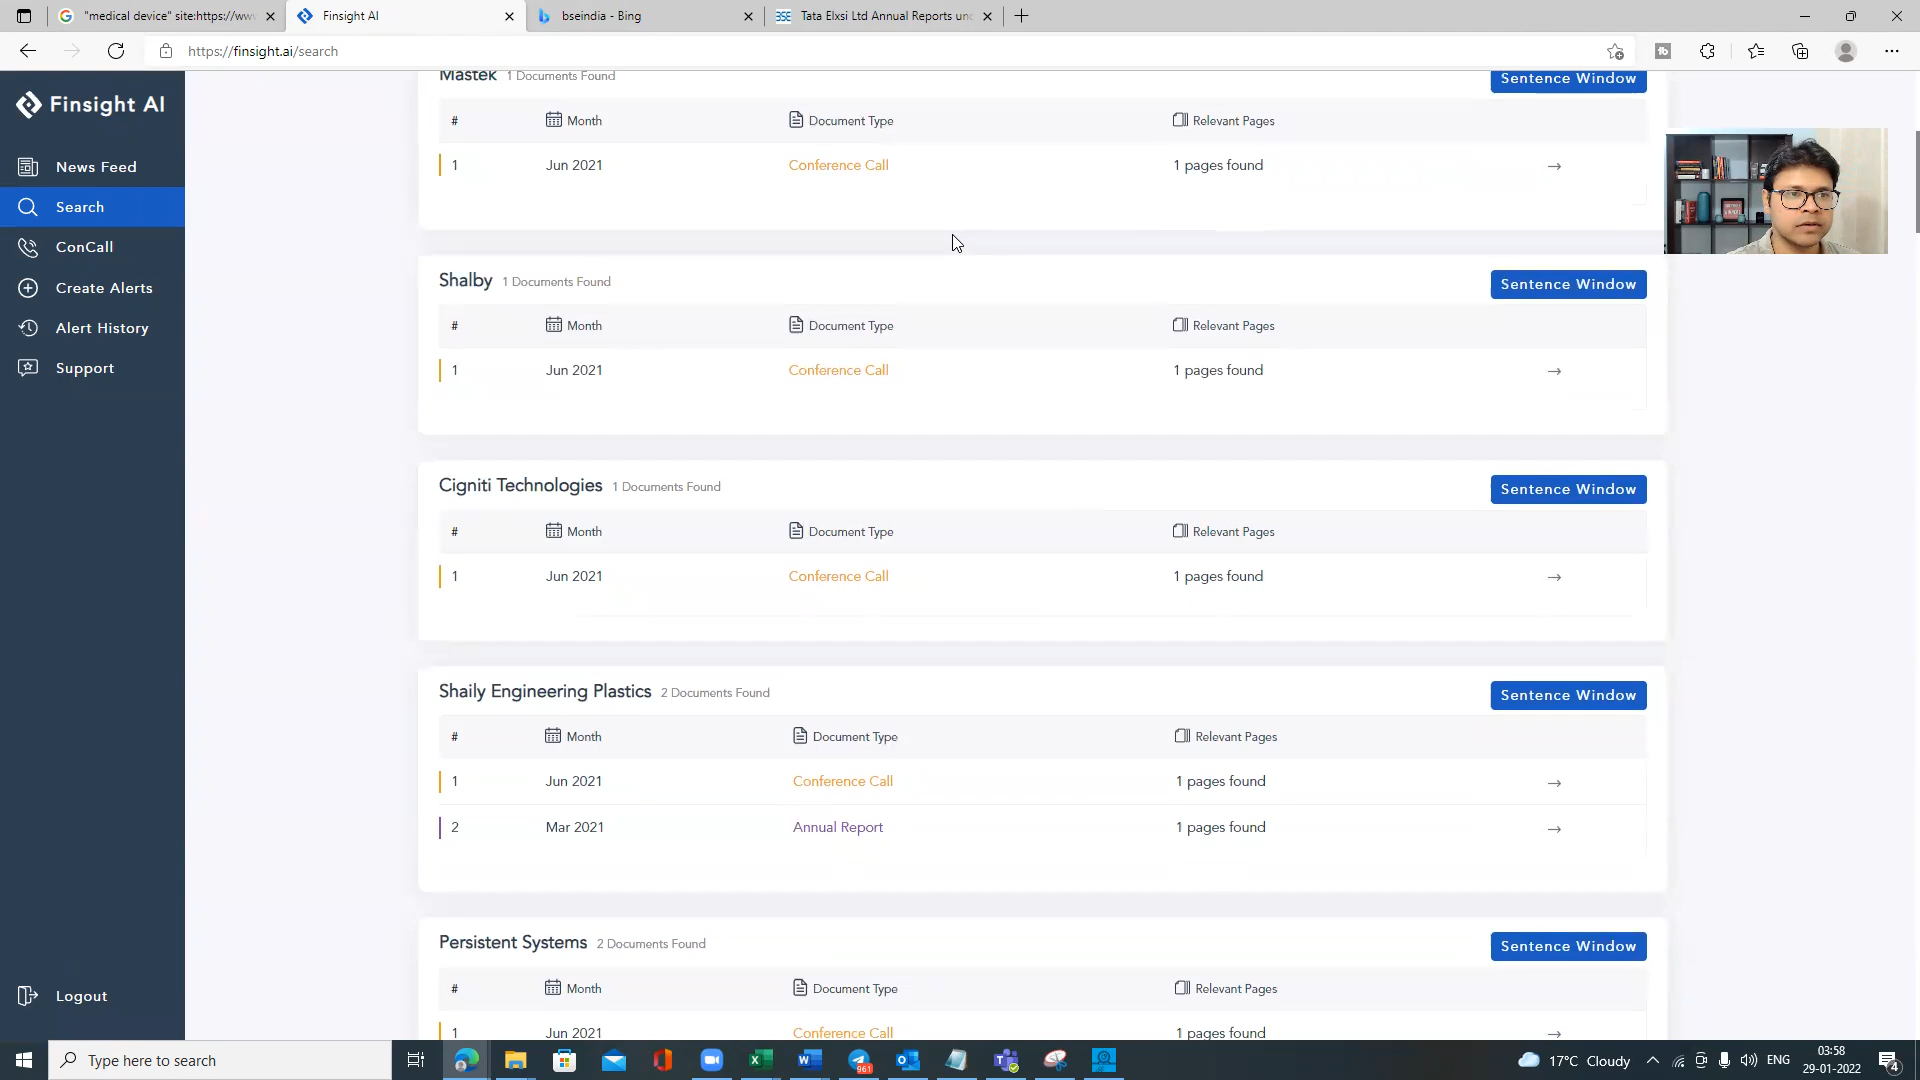 "medical device" site:https://ww
Finsight AI
bseindia - Bing
Tata Elxsi Ltd Annual Reports un
https://finsight.ai/search
Finsight AI
News Feed
Search
ConCall
Create Alerts
Alert History
Support
Logout
Mastek 1 Documents Found
Sentence Window
# Month Document Type Relevant Pages
1 Jun 2021 Conference Call 1 pages found →
Shalby 1 Documents Found
Sentence Window
# Month Document Type Relevant Pages
1 Jun 2021 Conference Call 1 pages found →
Cigniti Technologies 1 Documents Found
Sentence Window
# Month Document Type Relevant Pages
1 Jun 2021 Conference Call 1 pages found →
Shaily Engineering Plastics 2 Documents Found
Sentence Window
# Month Document Type Relevant Pages
1 Jun 2021 Conference Call 1 pages found →
2 Mar 2021 Annual Report 1 pages found →
Persistent Systems 2 Documents Found
Sentence Window
# Month Document Type Relevant Pages
1 Jun 2021 Conference Call 1 pages found →
Type here to search
961
17°C Cloudy
ENG
03:58
29-01-2022
4